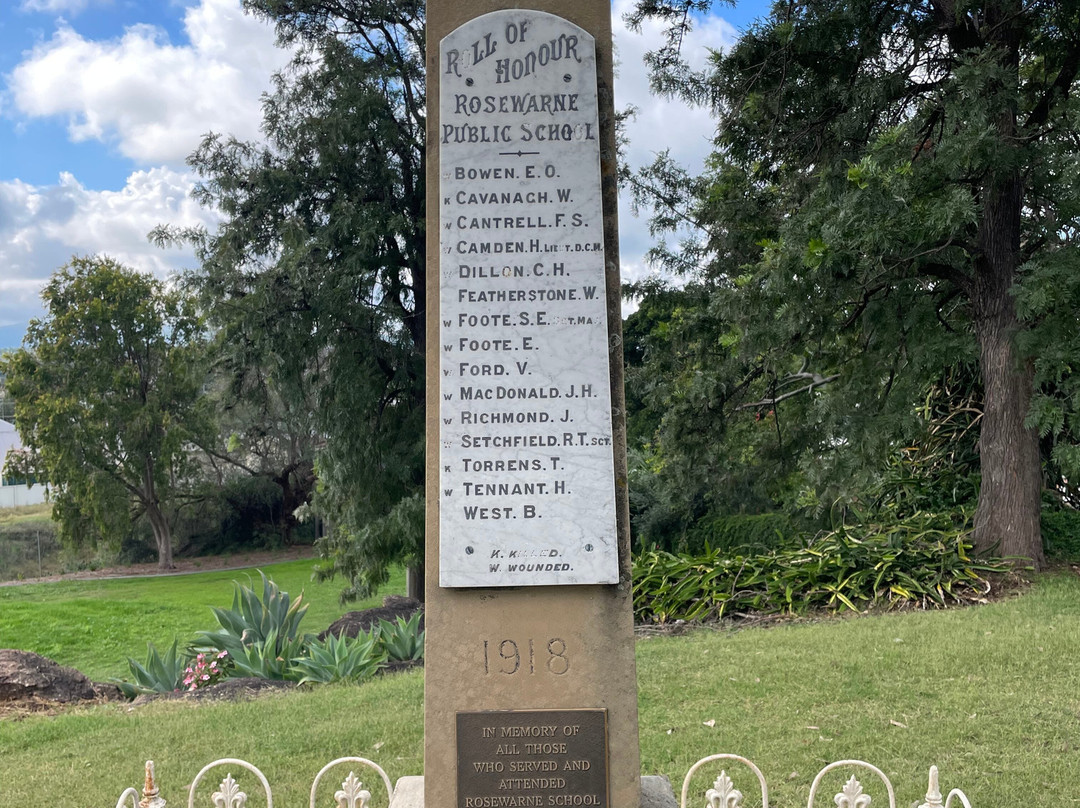 ROLL OF
HONOUR
ROSEWARNE
PUBLIC SCHOOL
BOWEN. E. O.
K CAVANAGH. W.
W CANTRELL. F. S.
W CAMDEN. H. LIEUT. D.C.M.
DILLON. C. H.
FEATHERSTONE. W.
W FOOTE. S. E.
W FOOTE. E.
FORD. V.
W MACDONALD. J. H.
W RICHMOND. J.
SETCHFIELD. R. T. SGT.
K TORRENS. T.
W TENNANT. H.
WEST. B.
K. KILLED.
W. WOUNDED.
1918
IN MEMORY OF
ALL THOSE
WHO SERVED AND
ATTENDED
ROSEWARNE SCHOOL